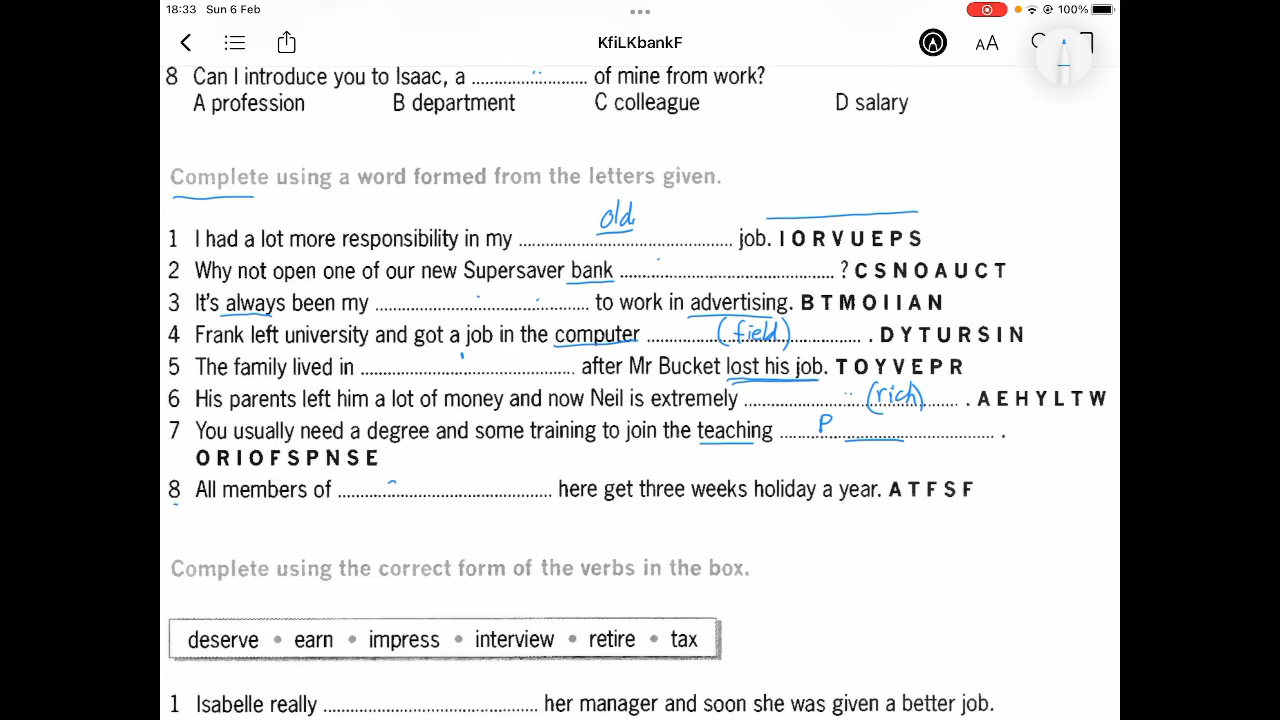 18:33 Sun 6 Feb 100%
KfiLKbankF
AA
8 Can I introduce you to Isaac, a .......................... of mine from work?
A profession B department C colleague D salary
Complete using a word formed from the letters given.
old
1 I had a lot more responsibility in my .................................................. job. I O R V U E P S
2 Why not open one of our new Supersaver bank .................................................. ? C S N O A U C T
3 It's always been my .................................................. to work in advertising. B T M O I I A N
4 Frank left university and got a job in the computer .................... (field) .................... . D Y T U R S I N
5 The family lived in .................................................. after Mr Bucket lost his job. T O Y V E P R
6 His parents left him a lot of money and now Neil is extremely .................... (rich) .......... . A E H Y L T W
7 You usually need a degree and some training to join the teaching .......... P .............................. .
O R I O F S P N S E
8 All members of .................................................. here get three weeks holiday a year. A T F S F
Complete using the correct form of the verbs in the box.
deserve • earn • impress • interview • retire • tax
1 Isabelle really .................................................. her manager and soon she was given a better job.